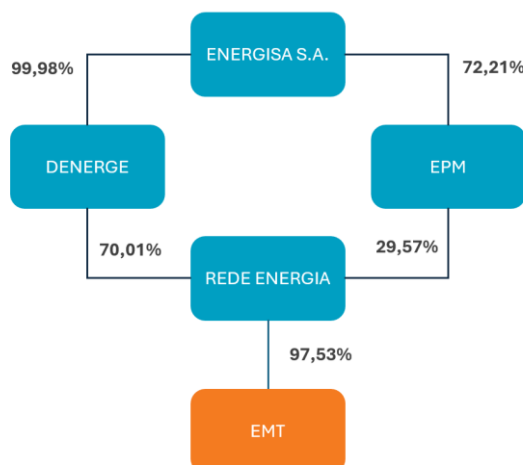 ENERGISA S.A.
99,98%
72,21%
DENERGE
EPM
70,01%
29,57%
REDE ENERGIA
97,53%
EMT